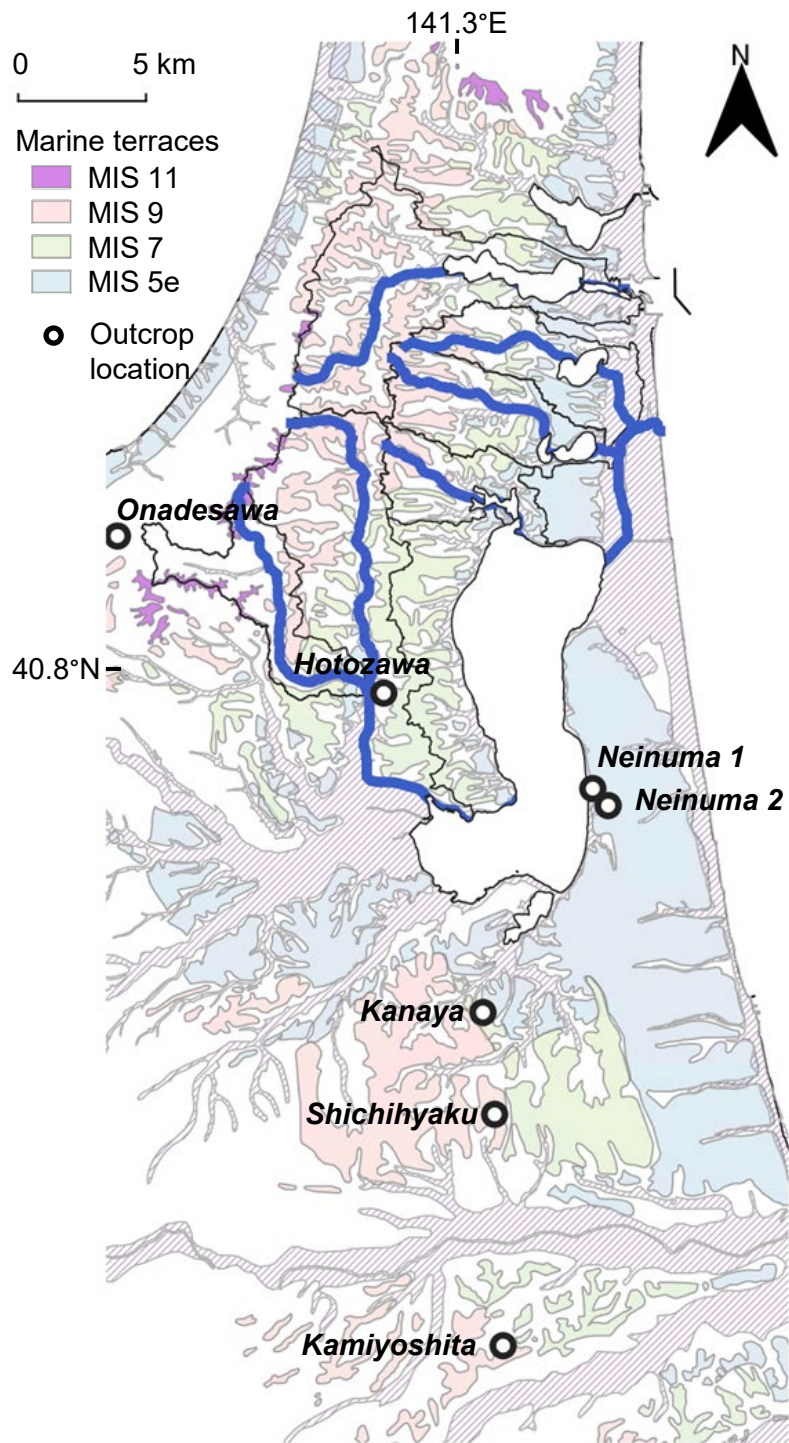 141.3°E
0 5 km
N
Marine terraces
MIS 11
MIS 9
MIS 7
MIS 5e
Outcrop
location
Onadesawa
Hotozawa
40.8°N
Neinuma 1
Neinuma 2
Kanaya
Shichihyaku
Kamiyoshita